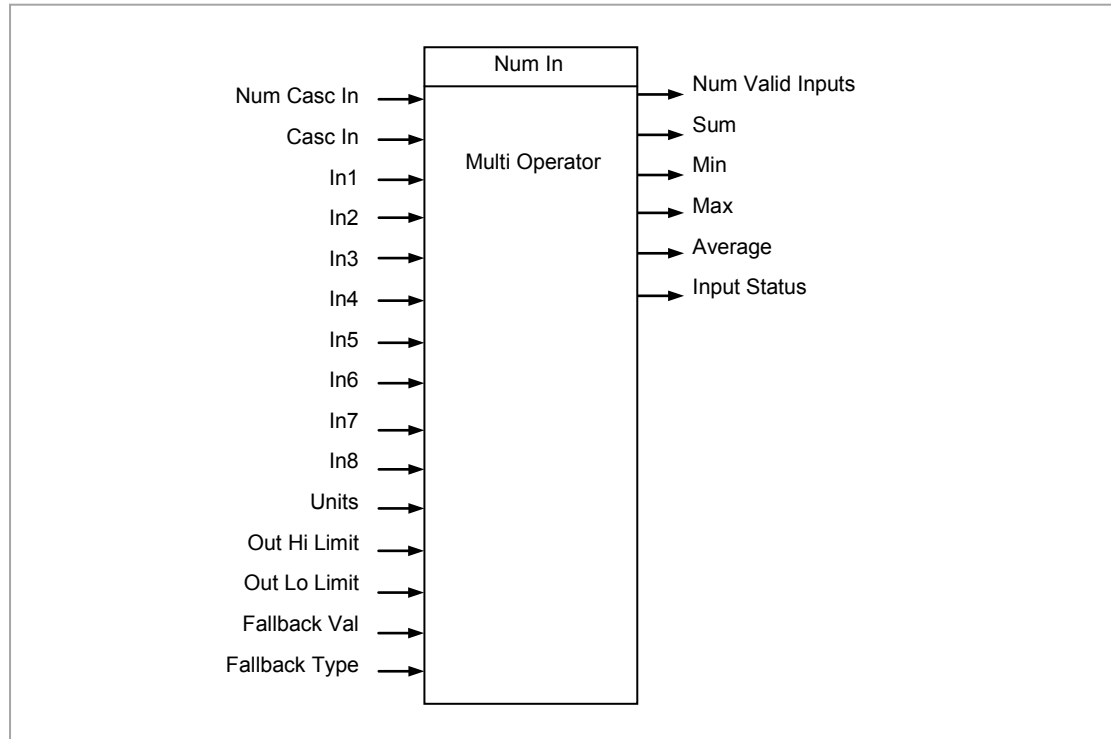 Num In
Multi Operator
Num Casc In
Casc In
In1
In2
In3
In4
In5
In6
In7
In8
Units
Out Hi Limit
Out Lo Limit
Fallback Val
Fallback Type
Num Valid Inputs
Sum
Min
Max
Average
Input Status